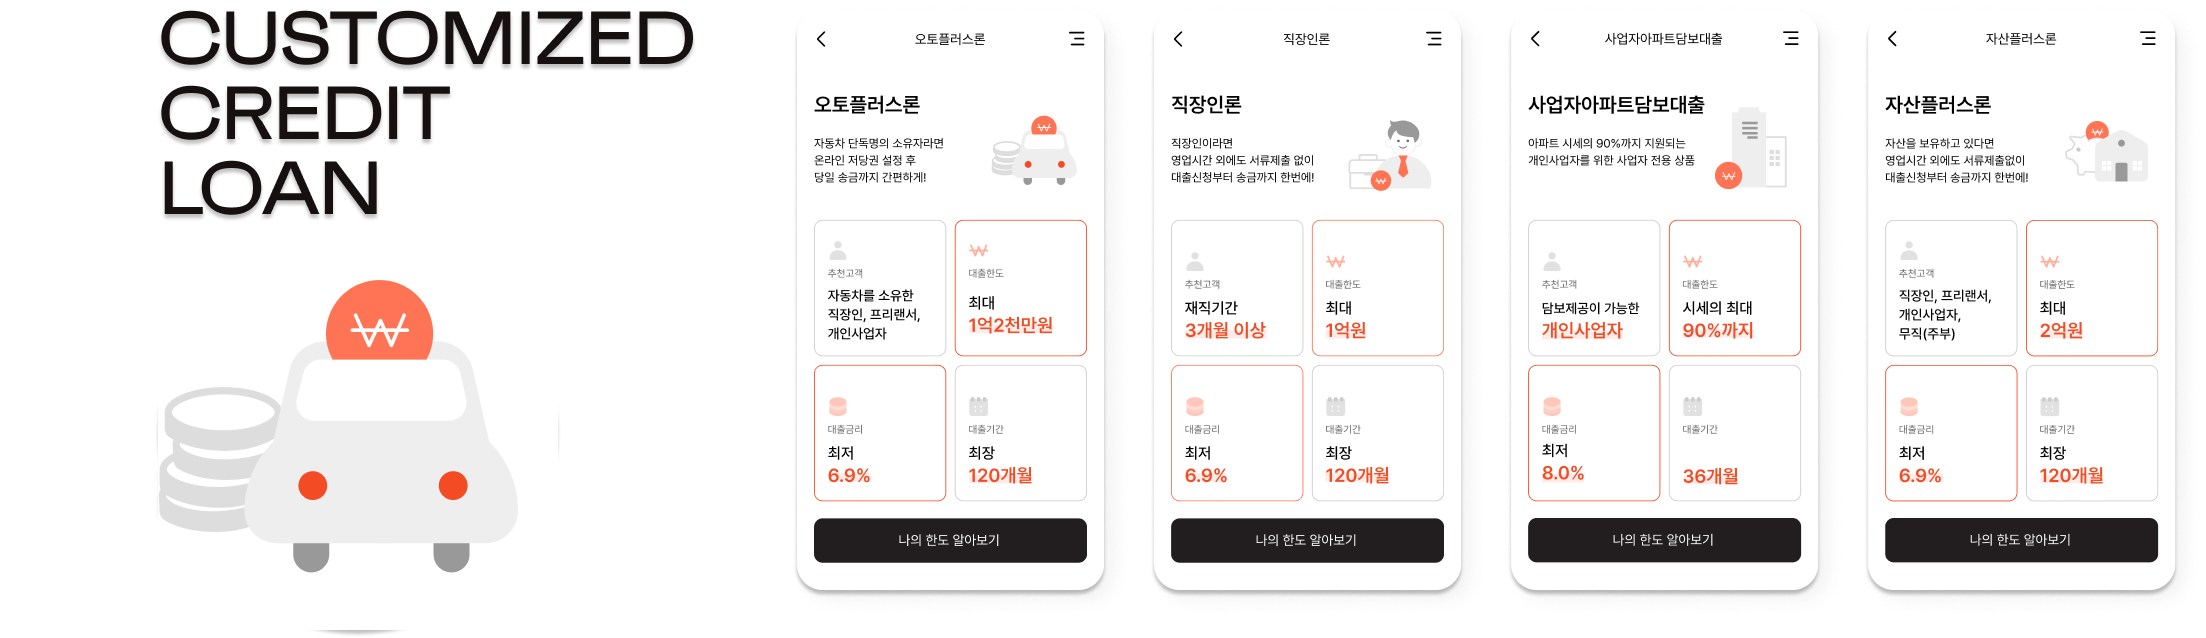 CUSTOMIZED
CREDIT
LOAN
오토플러스론
오토플러스론
자동차 단독명의 소유자라면
온라인 저당권 설정 후
당일 송금까지 간편하게!
추천고객
자동차를 소유한
직장인, 프리랜서,
개인사업자
대출한도
최대
1억2천만원
대출금리
최저
6.9%
대출기간
최장
120개월
나의 한도 알아보기
직장인론
직장인론
직장인이라면
영업시간 외에도 서류제출 없이
대출신청부터 송금까지 한번에!
추천고객
재직기간
3개월 이상
대출한도
최대
1억원
대출금리
최저
6.9%
대출기간
최장
120개월
나의 한도 알아보기
사업자아파트담보대출
사업자아파트담보대출
아파트 시세의 90%까지 지원되는
개인사업자를 위한 사업자 전용 상품
추천고객
담보제공이 가능한
개인사업자
대출한도
시세의 최대
90%까지
대출금리
최저
8.0%
대출기간
36개월
나의 한도 알아보기
자산플러스론
자산플러스론
자산을 보유하고 있다면
영업시간 외에도 서류제출없이
대출신청부터 송금까지 한번에!
추천고객
직장인, 프리랜서,
개인사업자,
무직(주부)
대출한도
최대
2억원
대출금리
최저
6.9%
대출기간
최장
120개월
나의 한도 알아보기